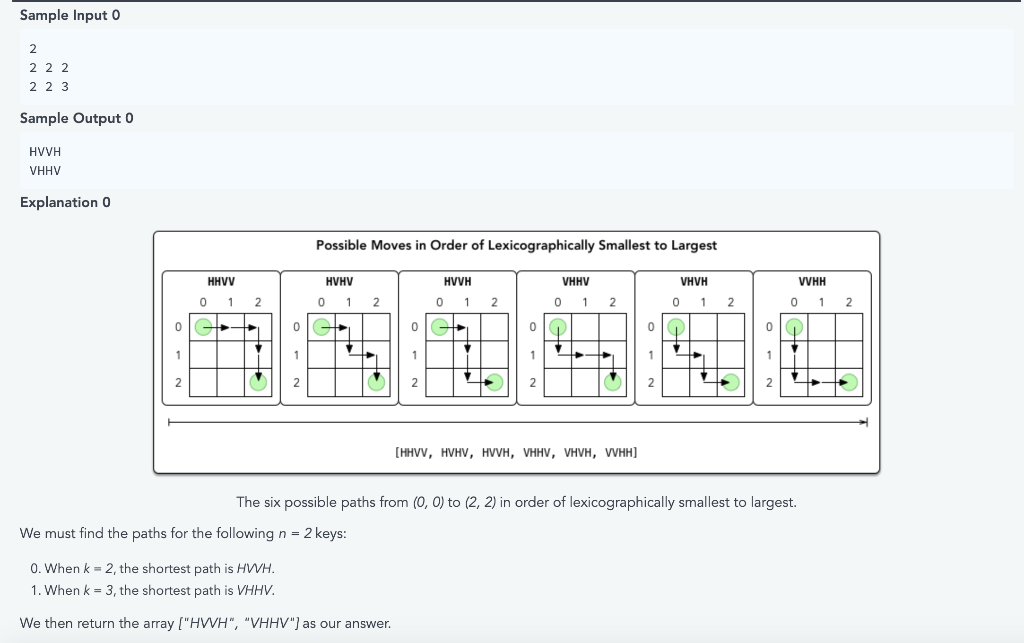 Sample Input 0
2
2 2 2
2 2 3
Sample Output 0
HVVH
VHHV
Explanation 0
Possible Moves in Order of Lexicographically Smallest to Largest
HHVV HVHV HVVH VHHV VHVH VVHH
0 1 2 0 1 2 0 1 2 0 1 2 0 1 2 0 1 2
0 0 0 0 0 0
1 1 1 1 1 1
2 2 2 2 2 2
[HHVV, HVHV, HVVH, VHHV, VHVH, VVHH]
The six possible paths from (0, 0) to (2, 2) in order of lexicographically smallest to largest.
We must find the paths for the following n = 2 keys:
0. When k = 2, the shortest path is HVVH.
1. When k = 3, the shortest path is VHHV.
We then return the array ["HVVH", "VHHV"] as our answer.